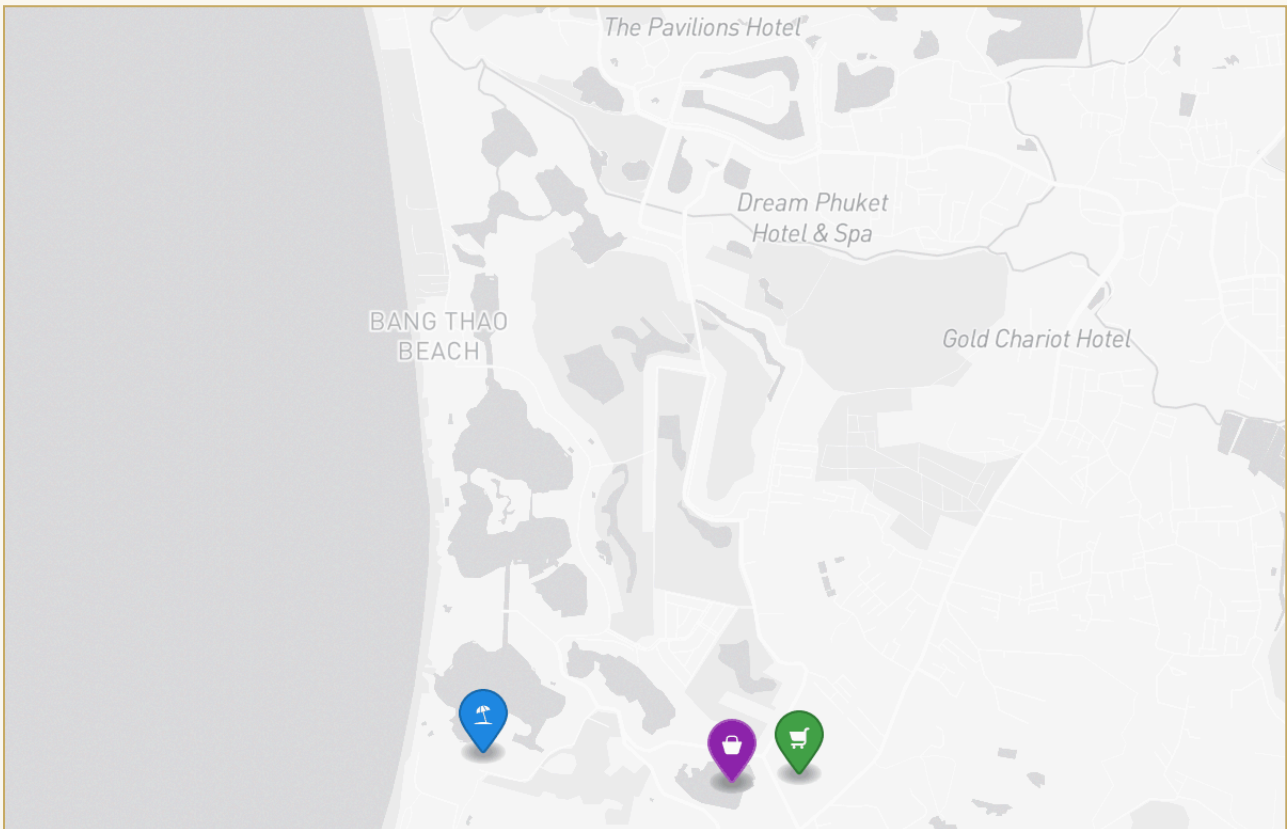 The Pavilions Hotel
Dream Phuket
Hotel & Spa
BANG THAO
BEACH
Gold Chariot Hotel